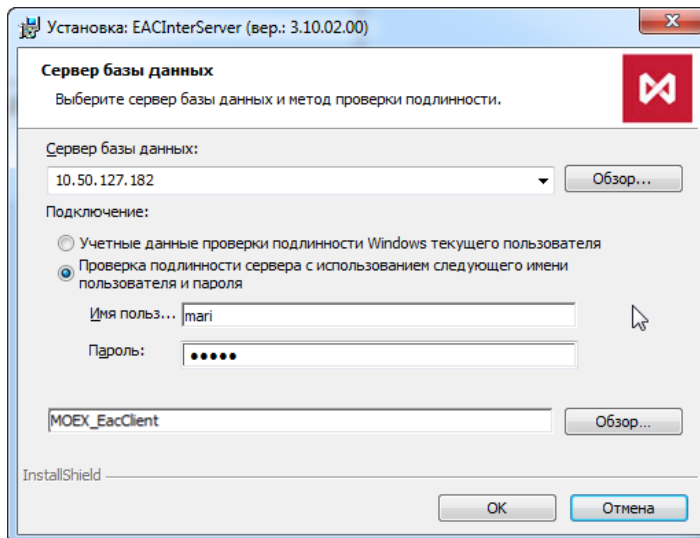 Установка: EACInterServer (вер.: 3.10.02.00)
Сервер базы данных
Выберите сервер базы данных и метод проверки подлинности.
Сервер базы данных:
10.50.127.182
Обзор...
Подключение:
Учетные данные проверки подлинности Windows текущего пользователя
Проверка подлинности сервера с использованием следующего имени
пользователя и пароля
Имя польз... mari
Пароль: •••••
MOEX_EacClient
Обзор...
InstallShield
OK
Отмена